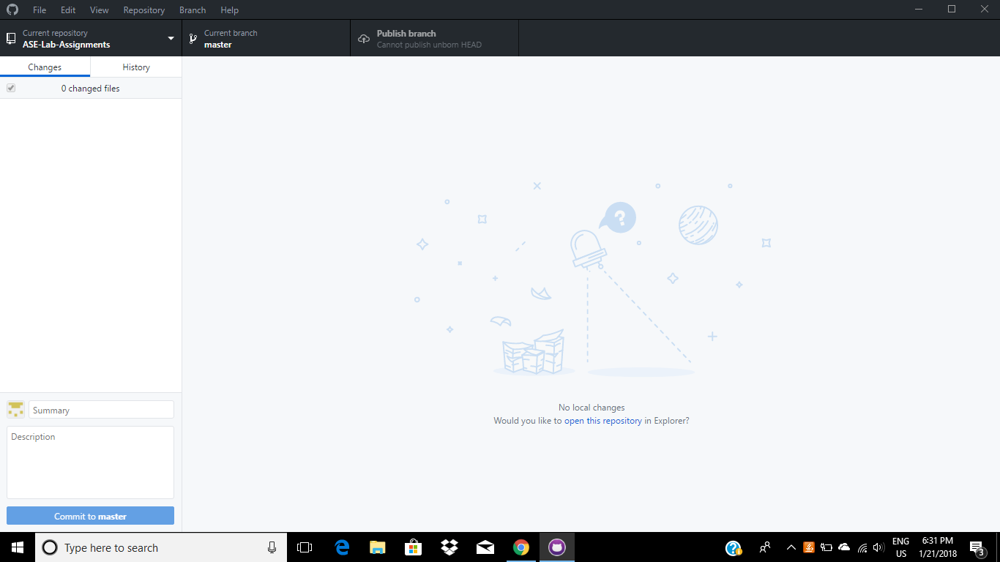 File Edit View Repository Branch Help
Current repository
ASE-Lab-Assignments
Current branch
master
Publish branch
Cannot publish unborn HEAD
Changes
History
0 changed files
?
No local changes
Would you like to open this repository in Explorer?
Summary
Description
Commit to master
Type here to search
?
ENG
US
6:31 PM
1/21/2018
3